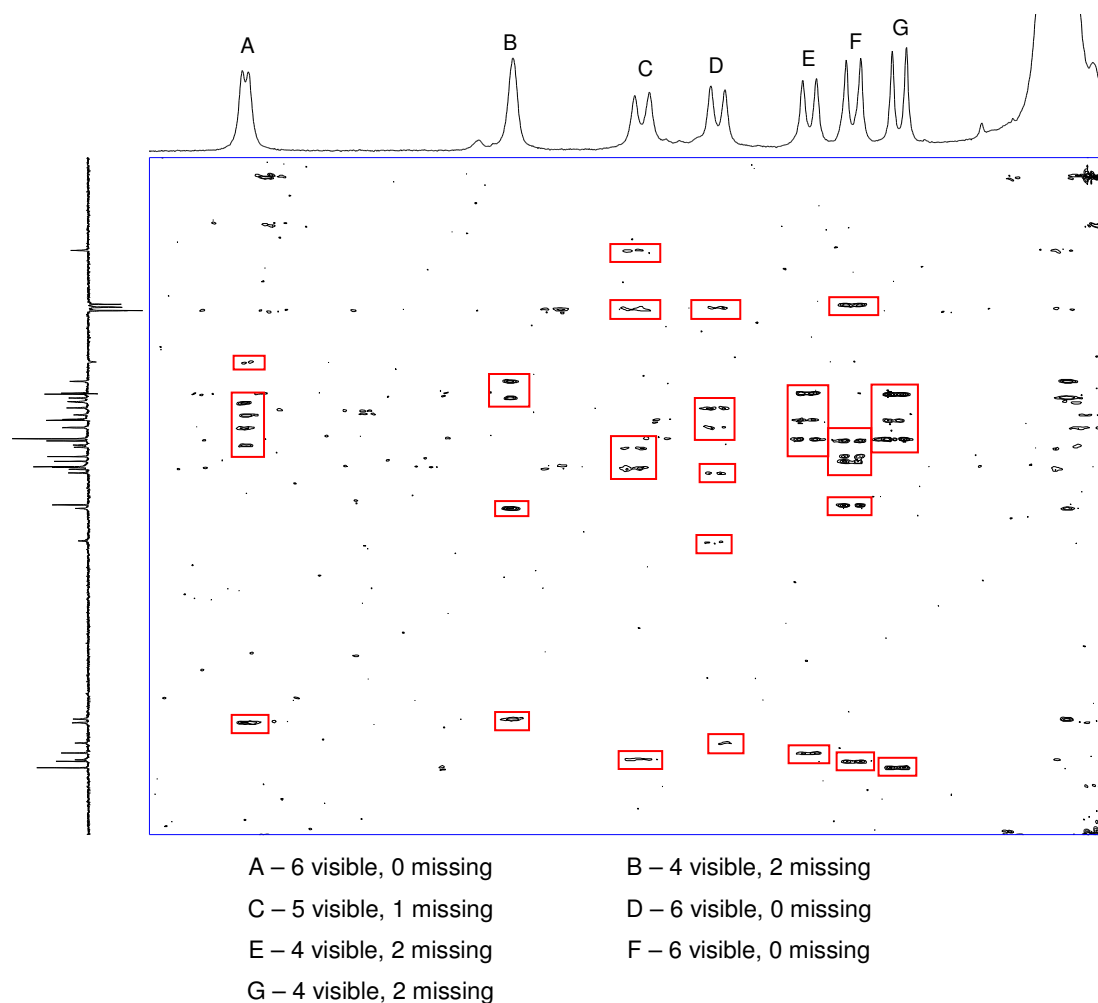 A
B
C
D
E
F
G
A – 6 visible, 0 missing
B – 4 visible, 2 missing
C – 5 visible, 1 missing
D – 6 visible, 0 missing
E – 4 visible, 2 missing
F – 6 visible, 0 missing
G – 4 visible, 2 missing